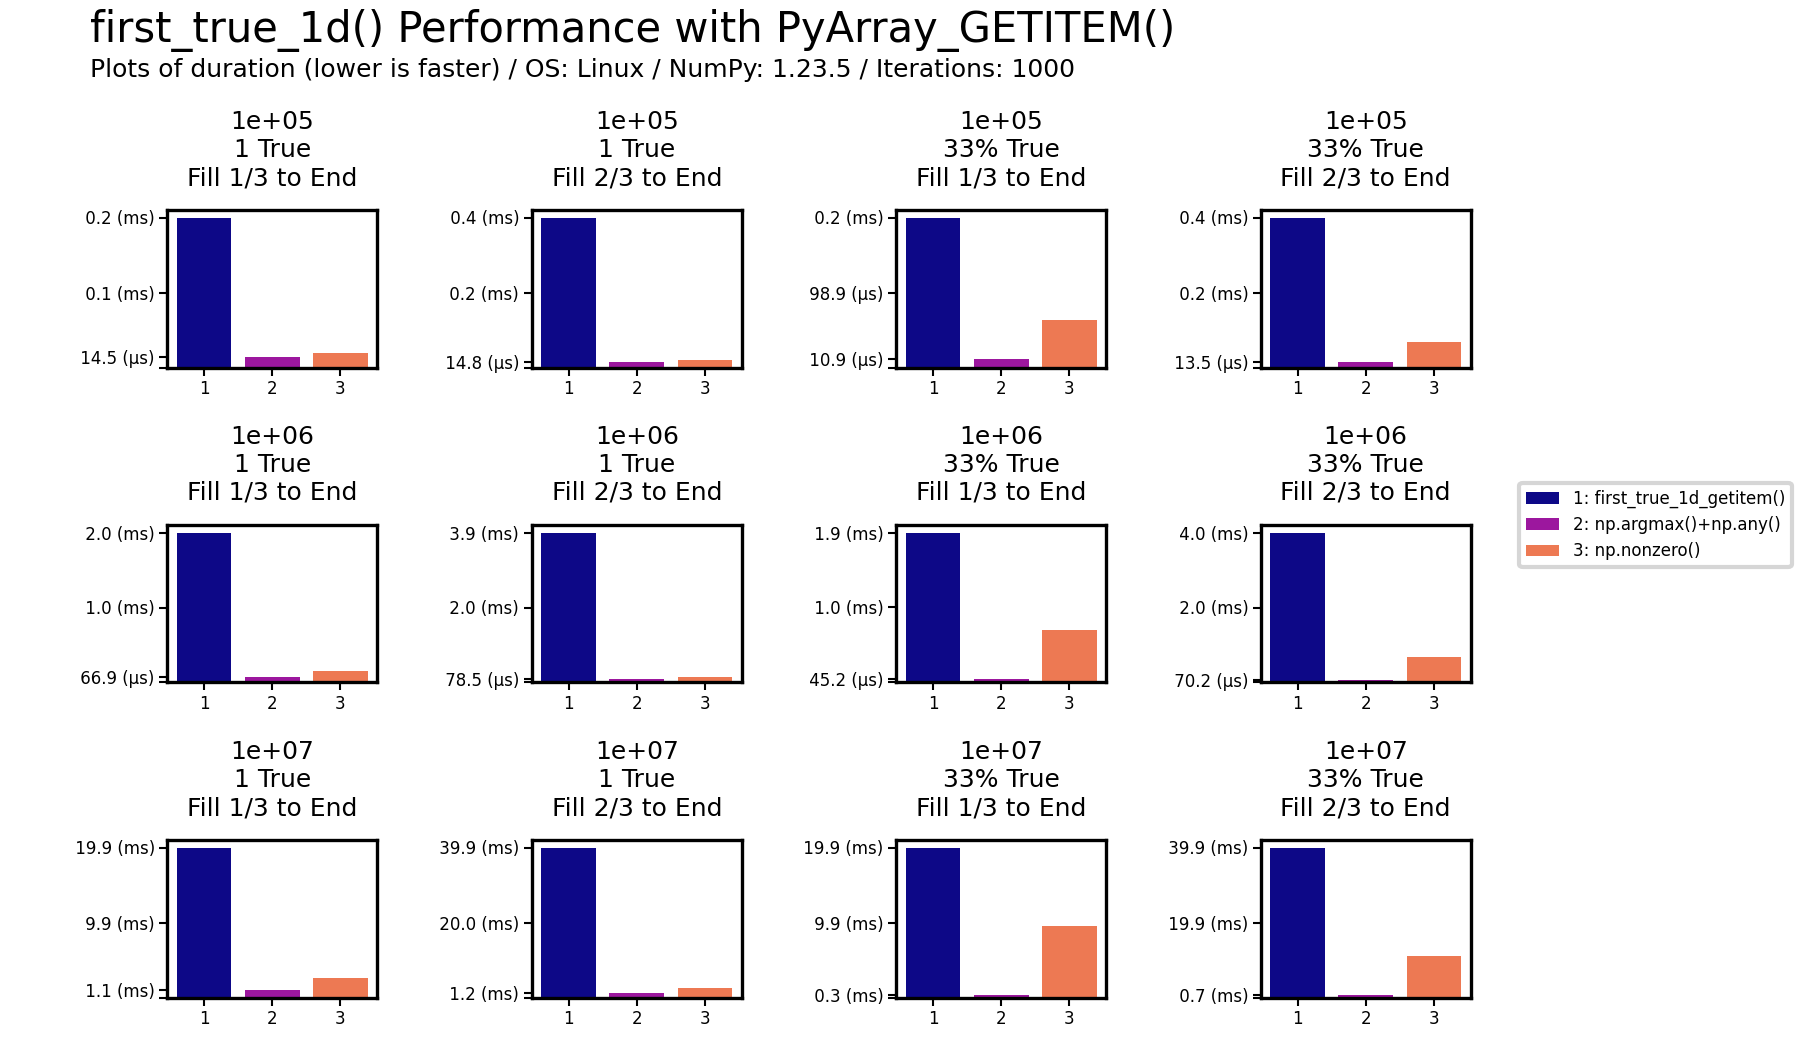 first_true_1d() Performance with PyArray_GETITEM()
Plots of duration (lower is faster) / OS: Linux / NumPy: 1.23.5 / Iterations: 1000
1e+05
1 True
Fill 1/3 to End
0.2 (ms)
0.1 (ms)
14.5 (µs)
1 2 3
1e+05
1 True
Fill 2/3 to End
0.4 (ms)
0.2 (ms)
14.8 (µs)
1 2 3
1e+05
33% True
Fill 1/3 to End
0.2 (ms)
98.9 (µs)
10.9 (µs)
1 2 3
1e+05
33% True
Fill 2/3 to End
0.4 (ms)
0.2 (ms)
13.5 (µs)
1 2 3
1e+06
1 True
Fill 1/3 to End
2.0 (ms)
1.0 (ms)
66.9 (µs)
1 2 3
1e+06
1 True
Fill 2/3 to End
3.9 (ms)
2.0 (ms)
78.5 (µs)
1 2 3
1e+06
33% True
Fill 1/3 to End
1.9 (ms)
1.0 (ms)
45.2 (µs)
1 2 3
1e+06
33% True
Fill 2/3 to End
4.0 (ms)
2.0 (ms)
70.2 (µs)
1 2 3
1: first_true_1d_getitem()
2: np.argmax()+np.any()
3: np.nonzero()
1e+07
1 True
Fill 1/3 to End
19.9 (ms)
9.9 (ms)
1.1 (ms)
1 2 3
1e+07
1 True
Fill 2/3 to End
39.9 (ms)
20.0 (ms)
1.2 (ms)
1 2 3
1e+07
33% True
Fill 1/3 to End
19.9 (ms)
9.9 (ms)
0.3 (ms)
1 2 3
1e+07
33% True
Fill 2/3 to End
39.9 (ms)
19.9 (ms)
0.7 (ms)
1 2 3